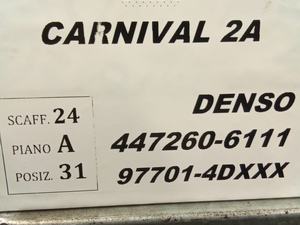 CARNIVAL 2A
DENSO
447260-6111
97701-4DXXX
SCAFF. 24
PIANO A
POSIZ. 31